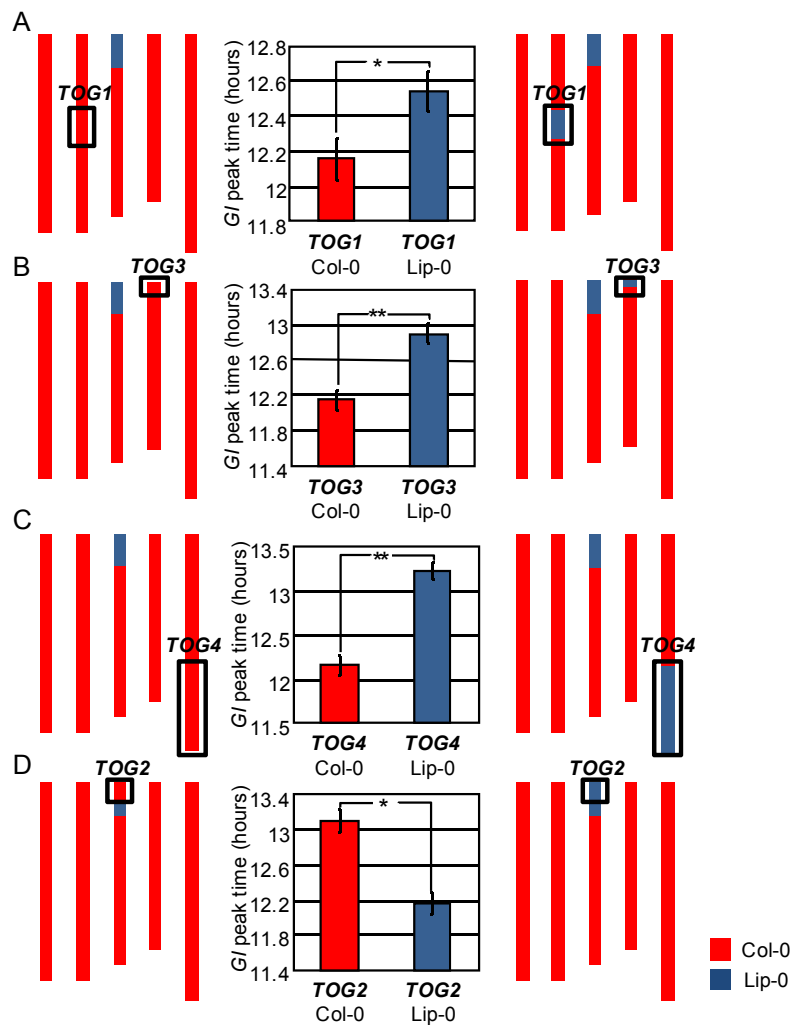 A
TOG1
TOG1
GI peak time (hours)
12.8
12.6
12.4
12.2
12
11.8
*
TOG1 TOG1
Col-0 Lip-0
B
TOG3
TOG3
GI peak time (hours)
13.4
13
12.6
12.2
11.8
11.4
**
TOG3 TOG3
Col-0 Lip-0
C
TOG4
TOG4
GI peak time (hours)
13.5
13
12.5
12
11.5
**
TOG4 TOG4
Col-0 Lip-0
D
TOG2
TOG2
GI peak time (hours)
13.4
13
12.6
12.2
11.8
11.4
*
TOG2 TOG2
Col-0 Lip-0
Col-0
Lip-0